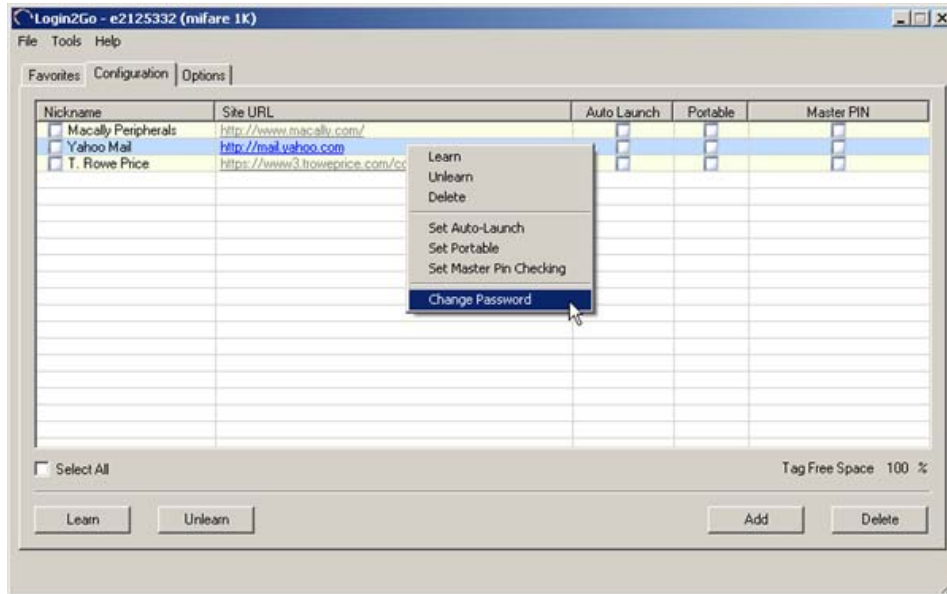 Login2Go - e2125332 (mifare 1K)
File Tools Help
Favorites Configuration Options
Nickname Site URL Auto Launch Portable Master PIN
Macally Peripherals http://www.macally.com/
Yahoo Mail http://mail.yahoo.com
T. Rowe Price https://www3.troweprice.com/cc
Learn
Unlearn
Delete
Set Auto-Launch
Set Portable
Set Master Pin Checking
Change Password
Select All Tag Free Space 100 %
Learn Unlearn Add Delete